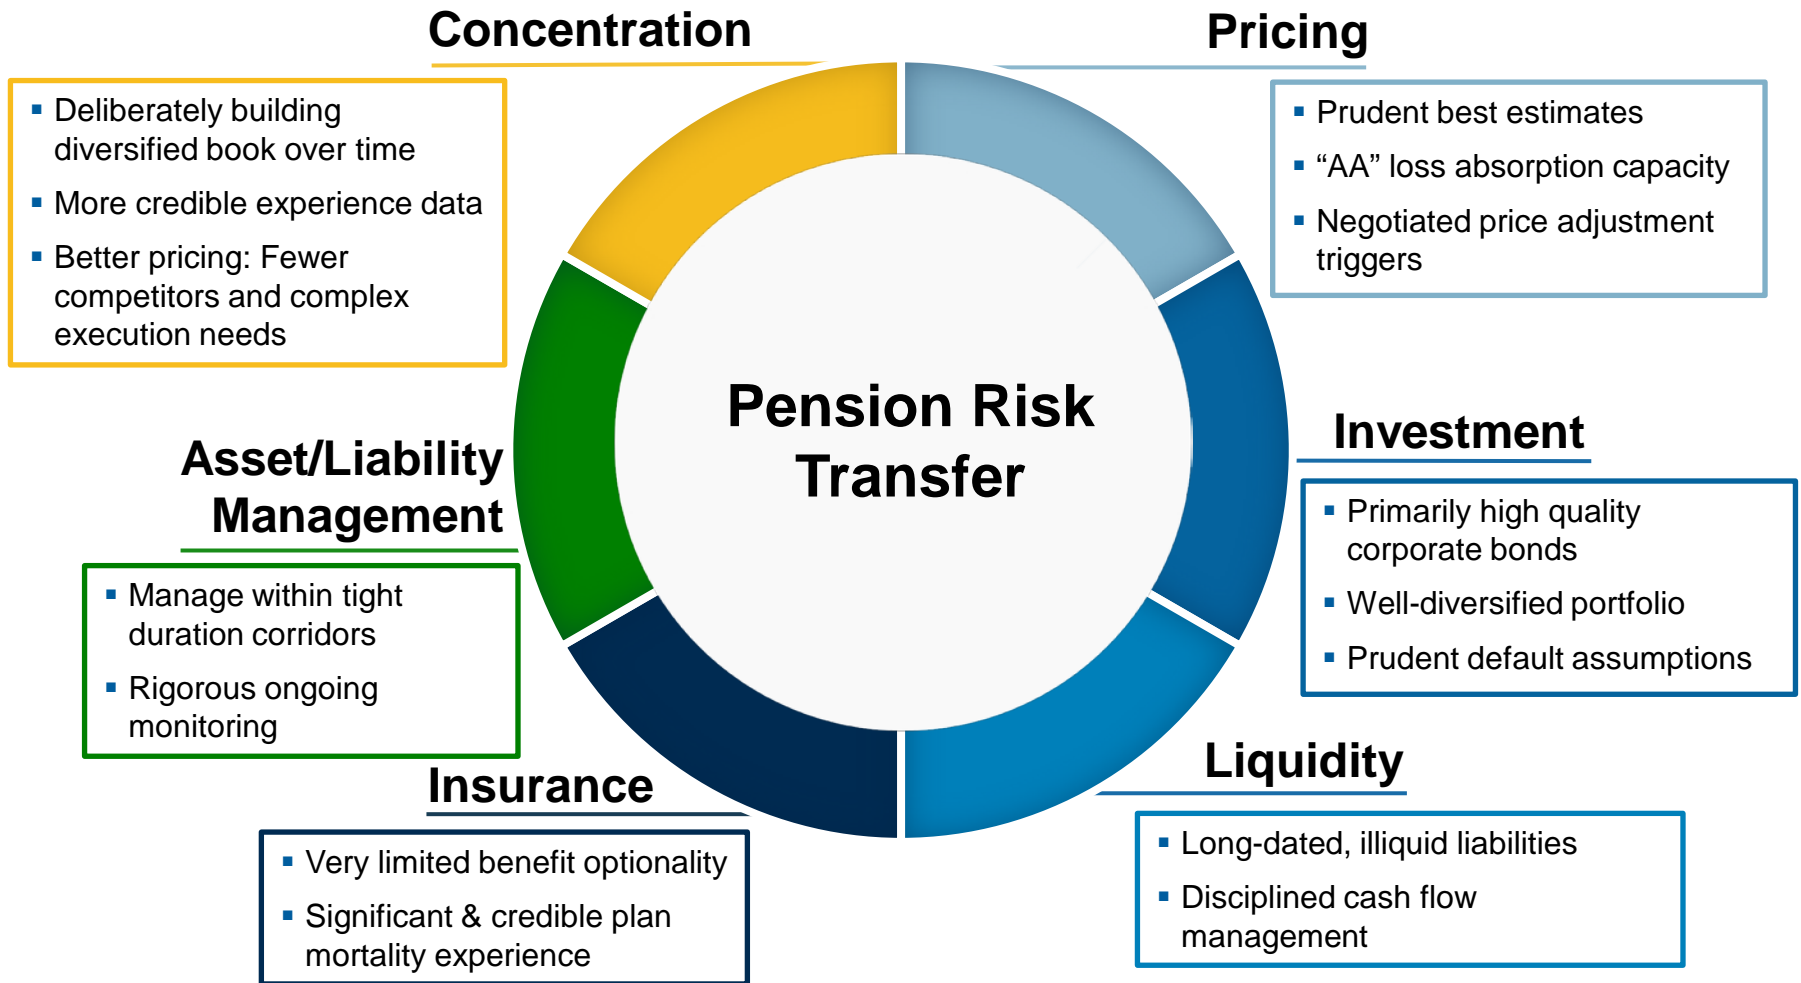 Concentration
▪ Deliberately building
diversified book over time
▪ More credible experience data
▪ Better pricing: Fewer
competitors and complex
execution needs
Pricing
▪ Prudent best estimates
▪ “AA” loss absorption capacity
▪ Negotiated price adjustment
triggers
Pension Risk
Transfer
Asset/Liability
Management
▪ Manage within tight
duration corridors
▪ Rigorous ongoing
monitoring
Investment
▪ Primarily high quality
corporate bonds
▪ Well-diversified portfolio
▪ Prudent default assumptions
Insurance
▪ Very limited benefit optionality
▪ Significant & credible plan
mortality experience
Liquidity
▪ Long-dated, illiquid liabilities
▪ Disciplined cash flow
management